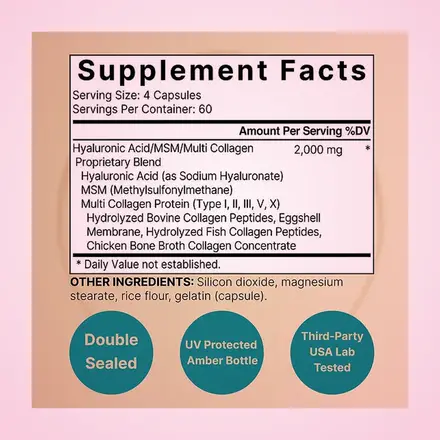 Supplement Facts
Serving Size: 4 Capsules
Servings Per Container: 60
Amount Per Serving %DV
Hyaluronic Acid/MSM/Multi Collagen 2,000 mg *
Proprietary Blend
Hyaluronic Acid (as Sodium Hyaluronate)
MSM (Methylsulfonylmethane)
Multi Collagen Protein (Type I, II, III, V, X)
Hydrolyzed Bovine Collagen Peptides, Eggshell
Membrane, Hydrolyzed Fish Collagen Peptides,
Chicken Bone Broth Collagen Concentrate
* Daily Value not established.
OTHER INGREDIENTS: Silicon dioxide, magnesium
stearate, rice flour, gelatin (capsule).
Double
Sealed
UV Protected
Amber Bottle
Third-Party
USA Lab
Tested